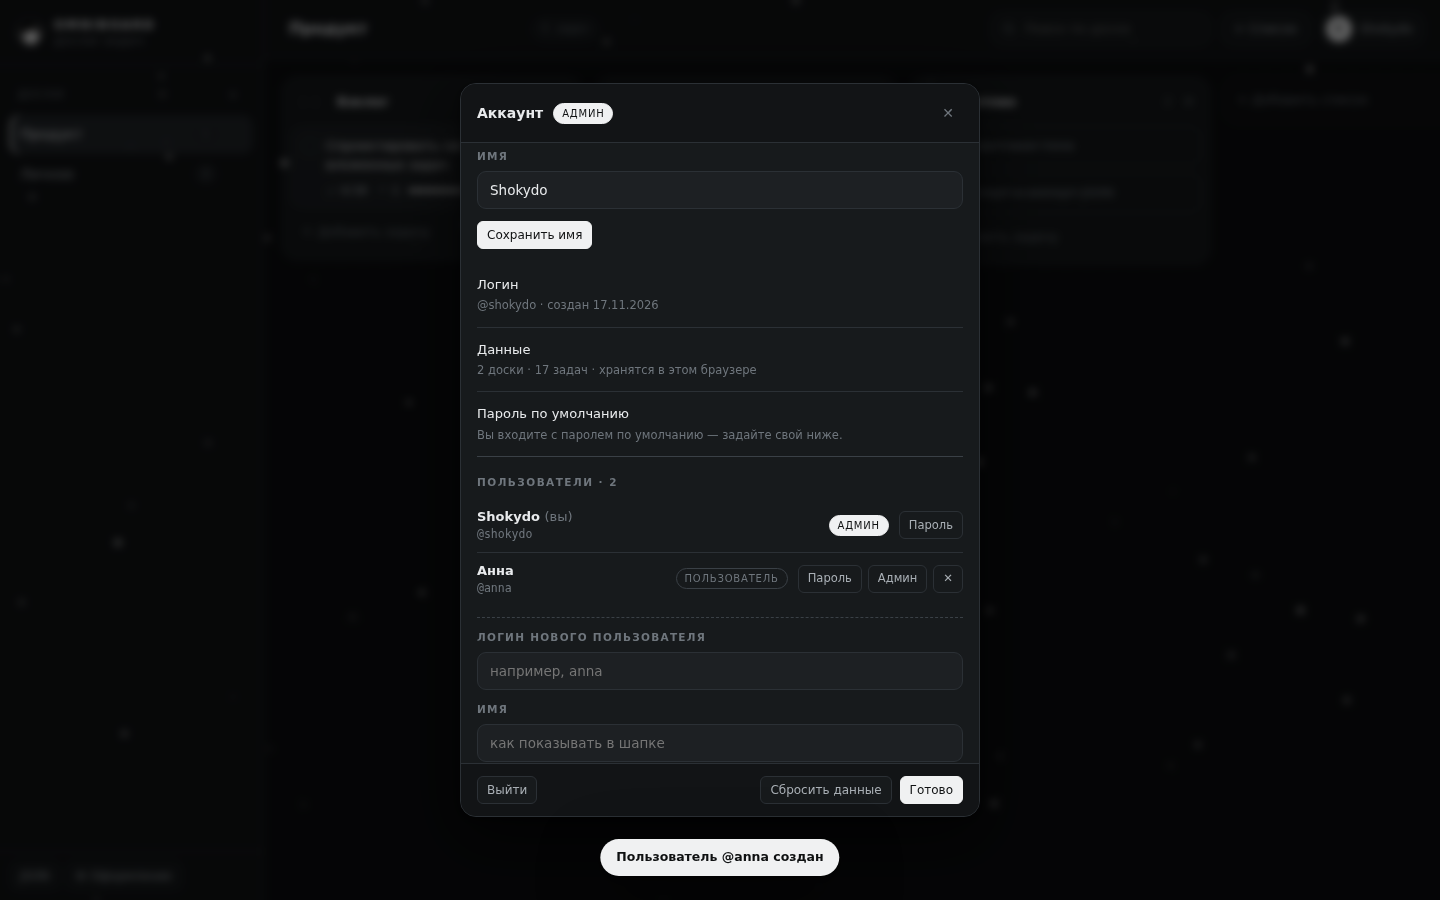 Продукт
Аккаунт АДМИН ✕
ИМЯ
Shokydo
Сохранить имя
Логин
@shokydo · создан 17.11.2026
Данные
2 доски · 17 задач · хранятся в этом браузере
Пароль по умолчанию
Вы входите с паролем по умолчанию — задайте свой ниже.
ПОЛЬЗОВАТЕЛИ · 2
Shokydo (вы)
@shokydo
АДМИН Пароль
Анна
@anna
ПОЛЬЗОВАТЕЛЬ Пароль Админ ✕
ЛОГИН НОВОГО ПОЛЬЗОВАТЕЛЯ
например, anna
ИМЯ
как показывать в шапке
Выйти Сбросить данные Готово
Пользователь @anna создан